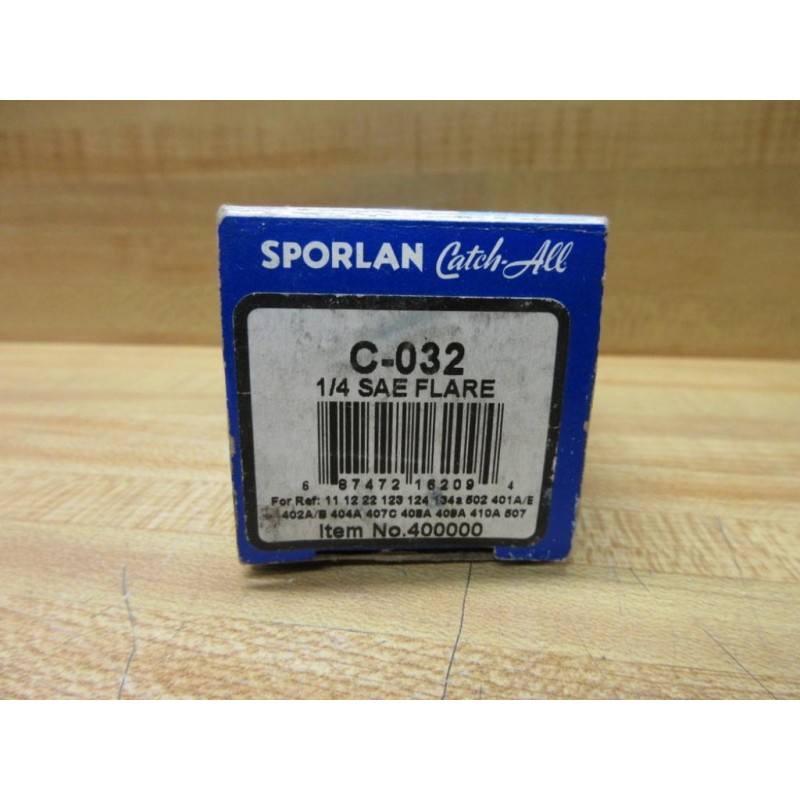 SPORLAN Catch-All
C-032
1/4 SAE FLARE
6 87472 16209 4
For Ref: 11 12 22 123 124 134a 502 401A/B
402A/B 404A 407C 408A 409A 410A 507
Item No.400000